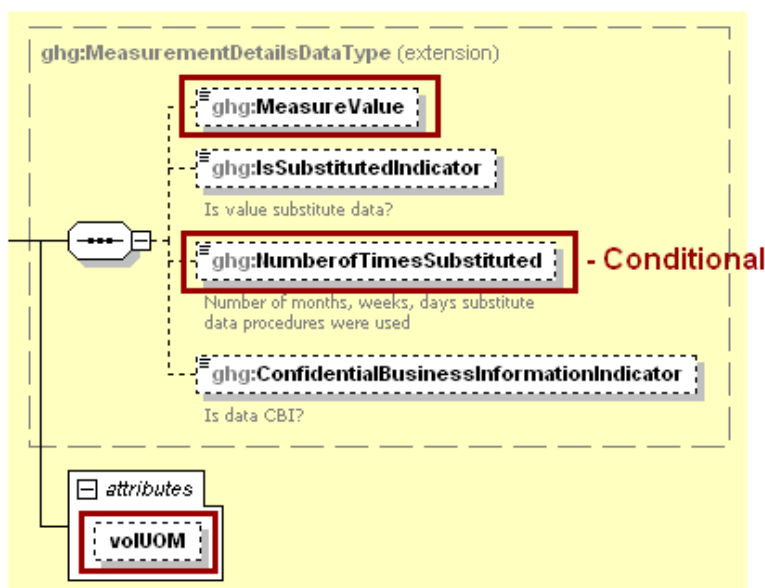 ghg:MeasurementDetailsDataType (extension)
ghg:MeasureValue
ghg:IsSubstitutedIndicator
Is value substitute data?
ghg:NumberofTimesSubstituted
- Conditional
Number of months, weeks, days substitute
data procedures were used
ghg:ConfidentialBusinessInformationIndicator
Is data CBI?
attributes
volUOM